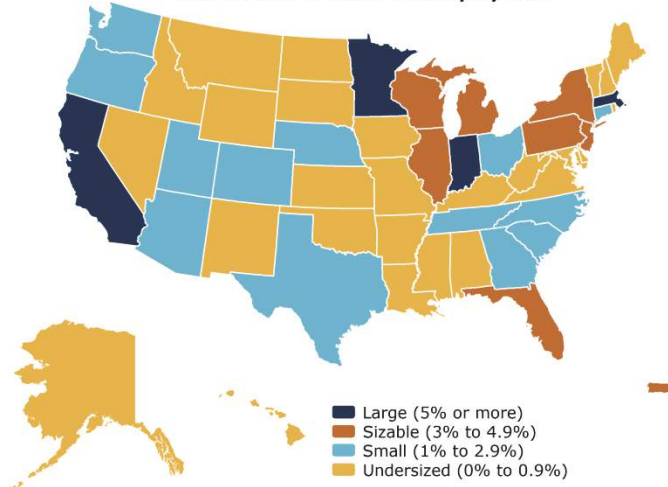 Large (5% or more)
Sizable (3% to 4.9%)
Small (1% to 2.9%)
Undersized (0% to 0.9%)